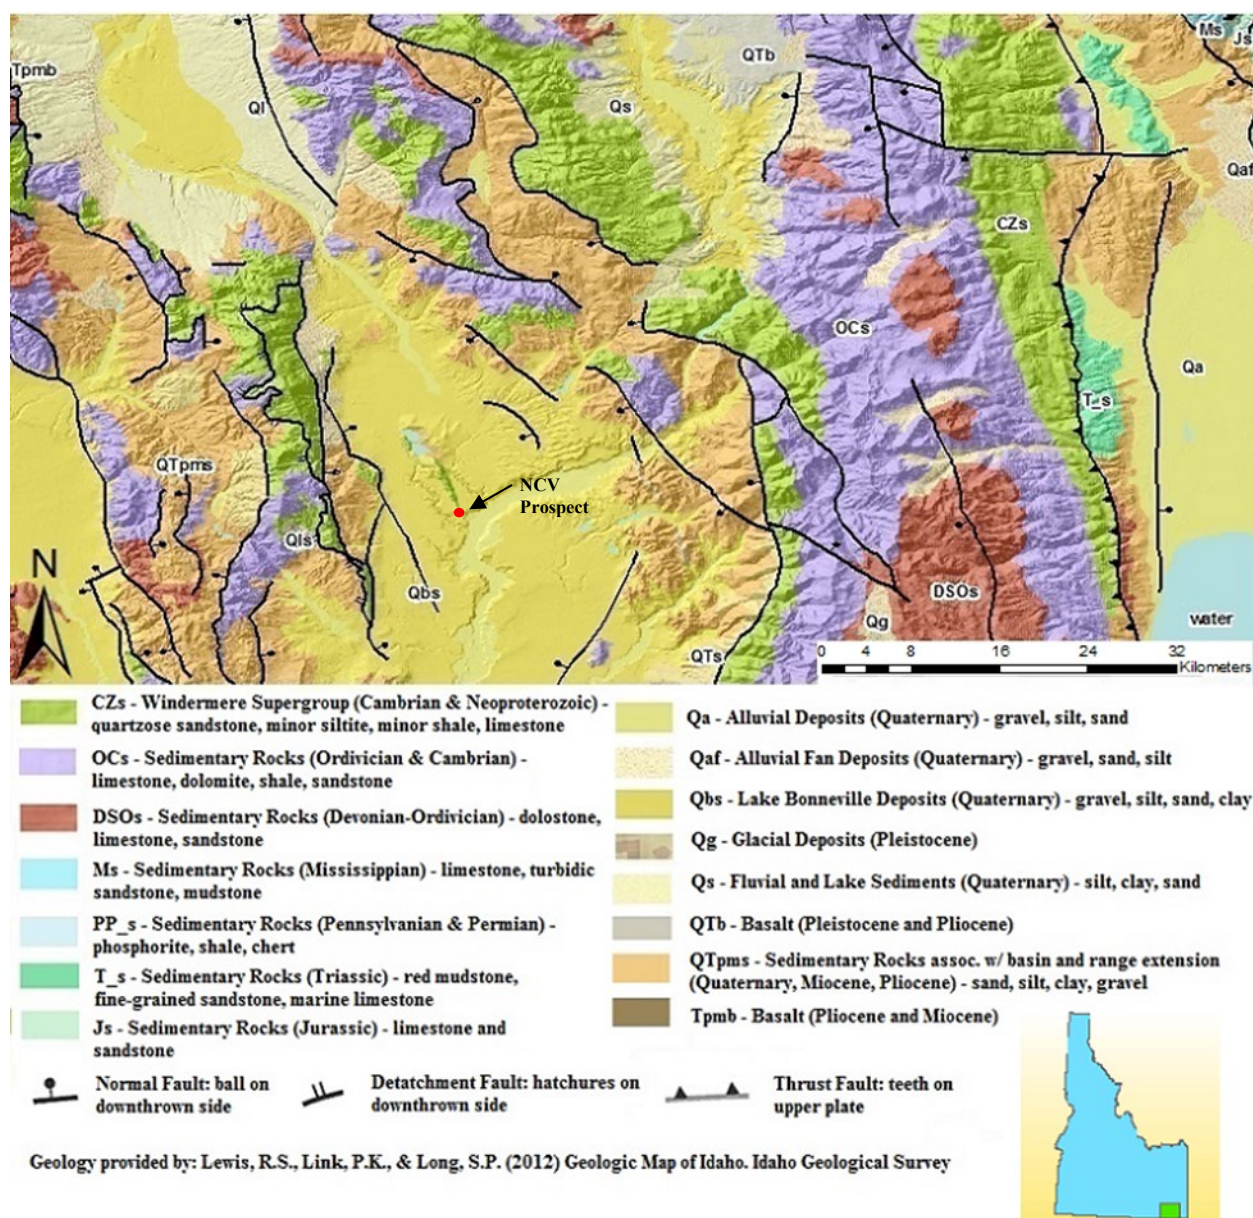 Ms
Js
Tpmb
QTb
Ql
Qs
Qaf
CZs
OCs
Qa
T_s
QTpms
NCV
Prospect
Qls
N
Qbs
DSOs
Qg
water
QTs
0 4 8 16 24 32
Kilometers
CZs - Windermere Supergroup (Cambrian & Neoproterozoic) -
quartzose sandstone, minor siltite, minor shale, limestone
OCs - Sedimentary Rocks (Ordivician & Cambrian) -
limestone, dolomite, shale, sandstone
DSOs - Sedimentary Rocks (Devonian-Ordivician) - dolostone,
limestone, sandstone
Ms - Sedimentary Rocks (Mississippian) - limestone, turbidic
sandstone, mudstone
PP_s - Sedimentary Rocks (Pennsylvanian & Permian) -
phosphorite, shale, chert
T_s - Sedimentary Rocks (Triassic) - red mudstone,
fine-grained sandstone, marine limestone
Js - Sedimentary Rocks (Jurassic) - limestone and
sandstone
Qa - Alluvial Deposits (Quaternary) - gravel, silt, sand
Qaf - Alluvial Fan Deposits (Quaternary) - gravel, sand, silt
Qbs - Lake Bonneville Deposits (Quaternary) - gravel, silt, sand, clay
Qg - Glacial Deposits (Pleistocene)
Qs - Fluvial and Lake Sediments (Quaternary) - silt, clay, sand
QTb - Basalt (Pleistocene and Pliocene)
QTpms - Sedimentary Rocks assoc. w/ basin and range extension
(Quaternary, Miocene, Pliocene) - sand, silt, clay, gravel
Tpmb - Basalt (Pliocene and Miocene)
Normal Fault: ball on
downthrown side
Detatchment Fault: hatchures on
downthrown side
Thrust Fault: teeth on
upper plate
Geology provided by: Lewis, R.S., Link, P.K., & Long, S.P. (2012) Geologic Map of Idaho. Idaho Geological Survey